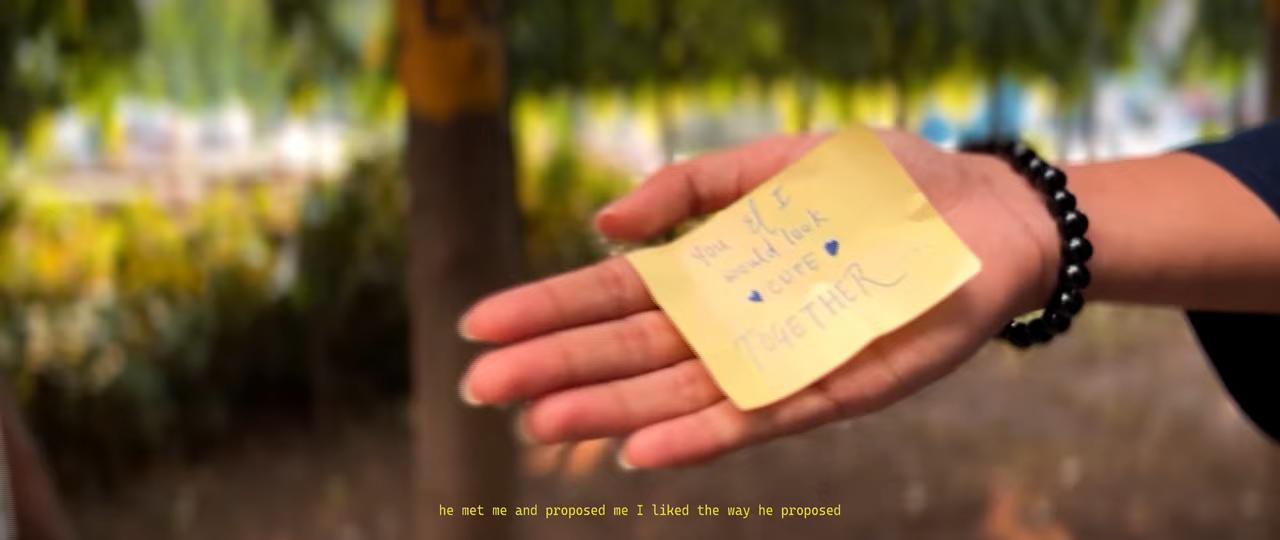 You & I
would look
CUTE
TOGETHER
he met me and proposed me I liked the way he proposed